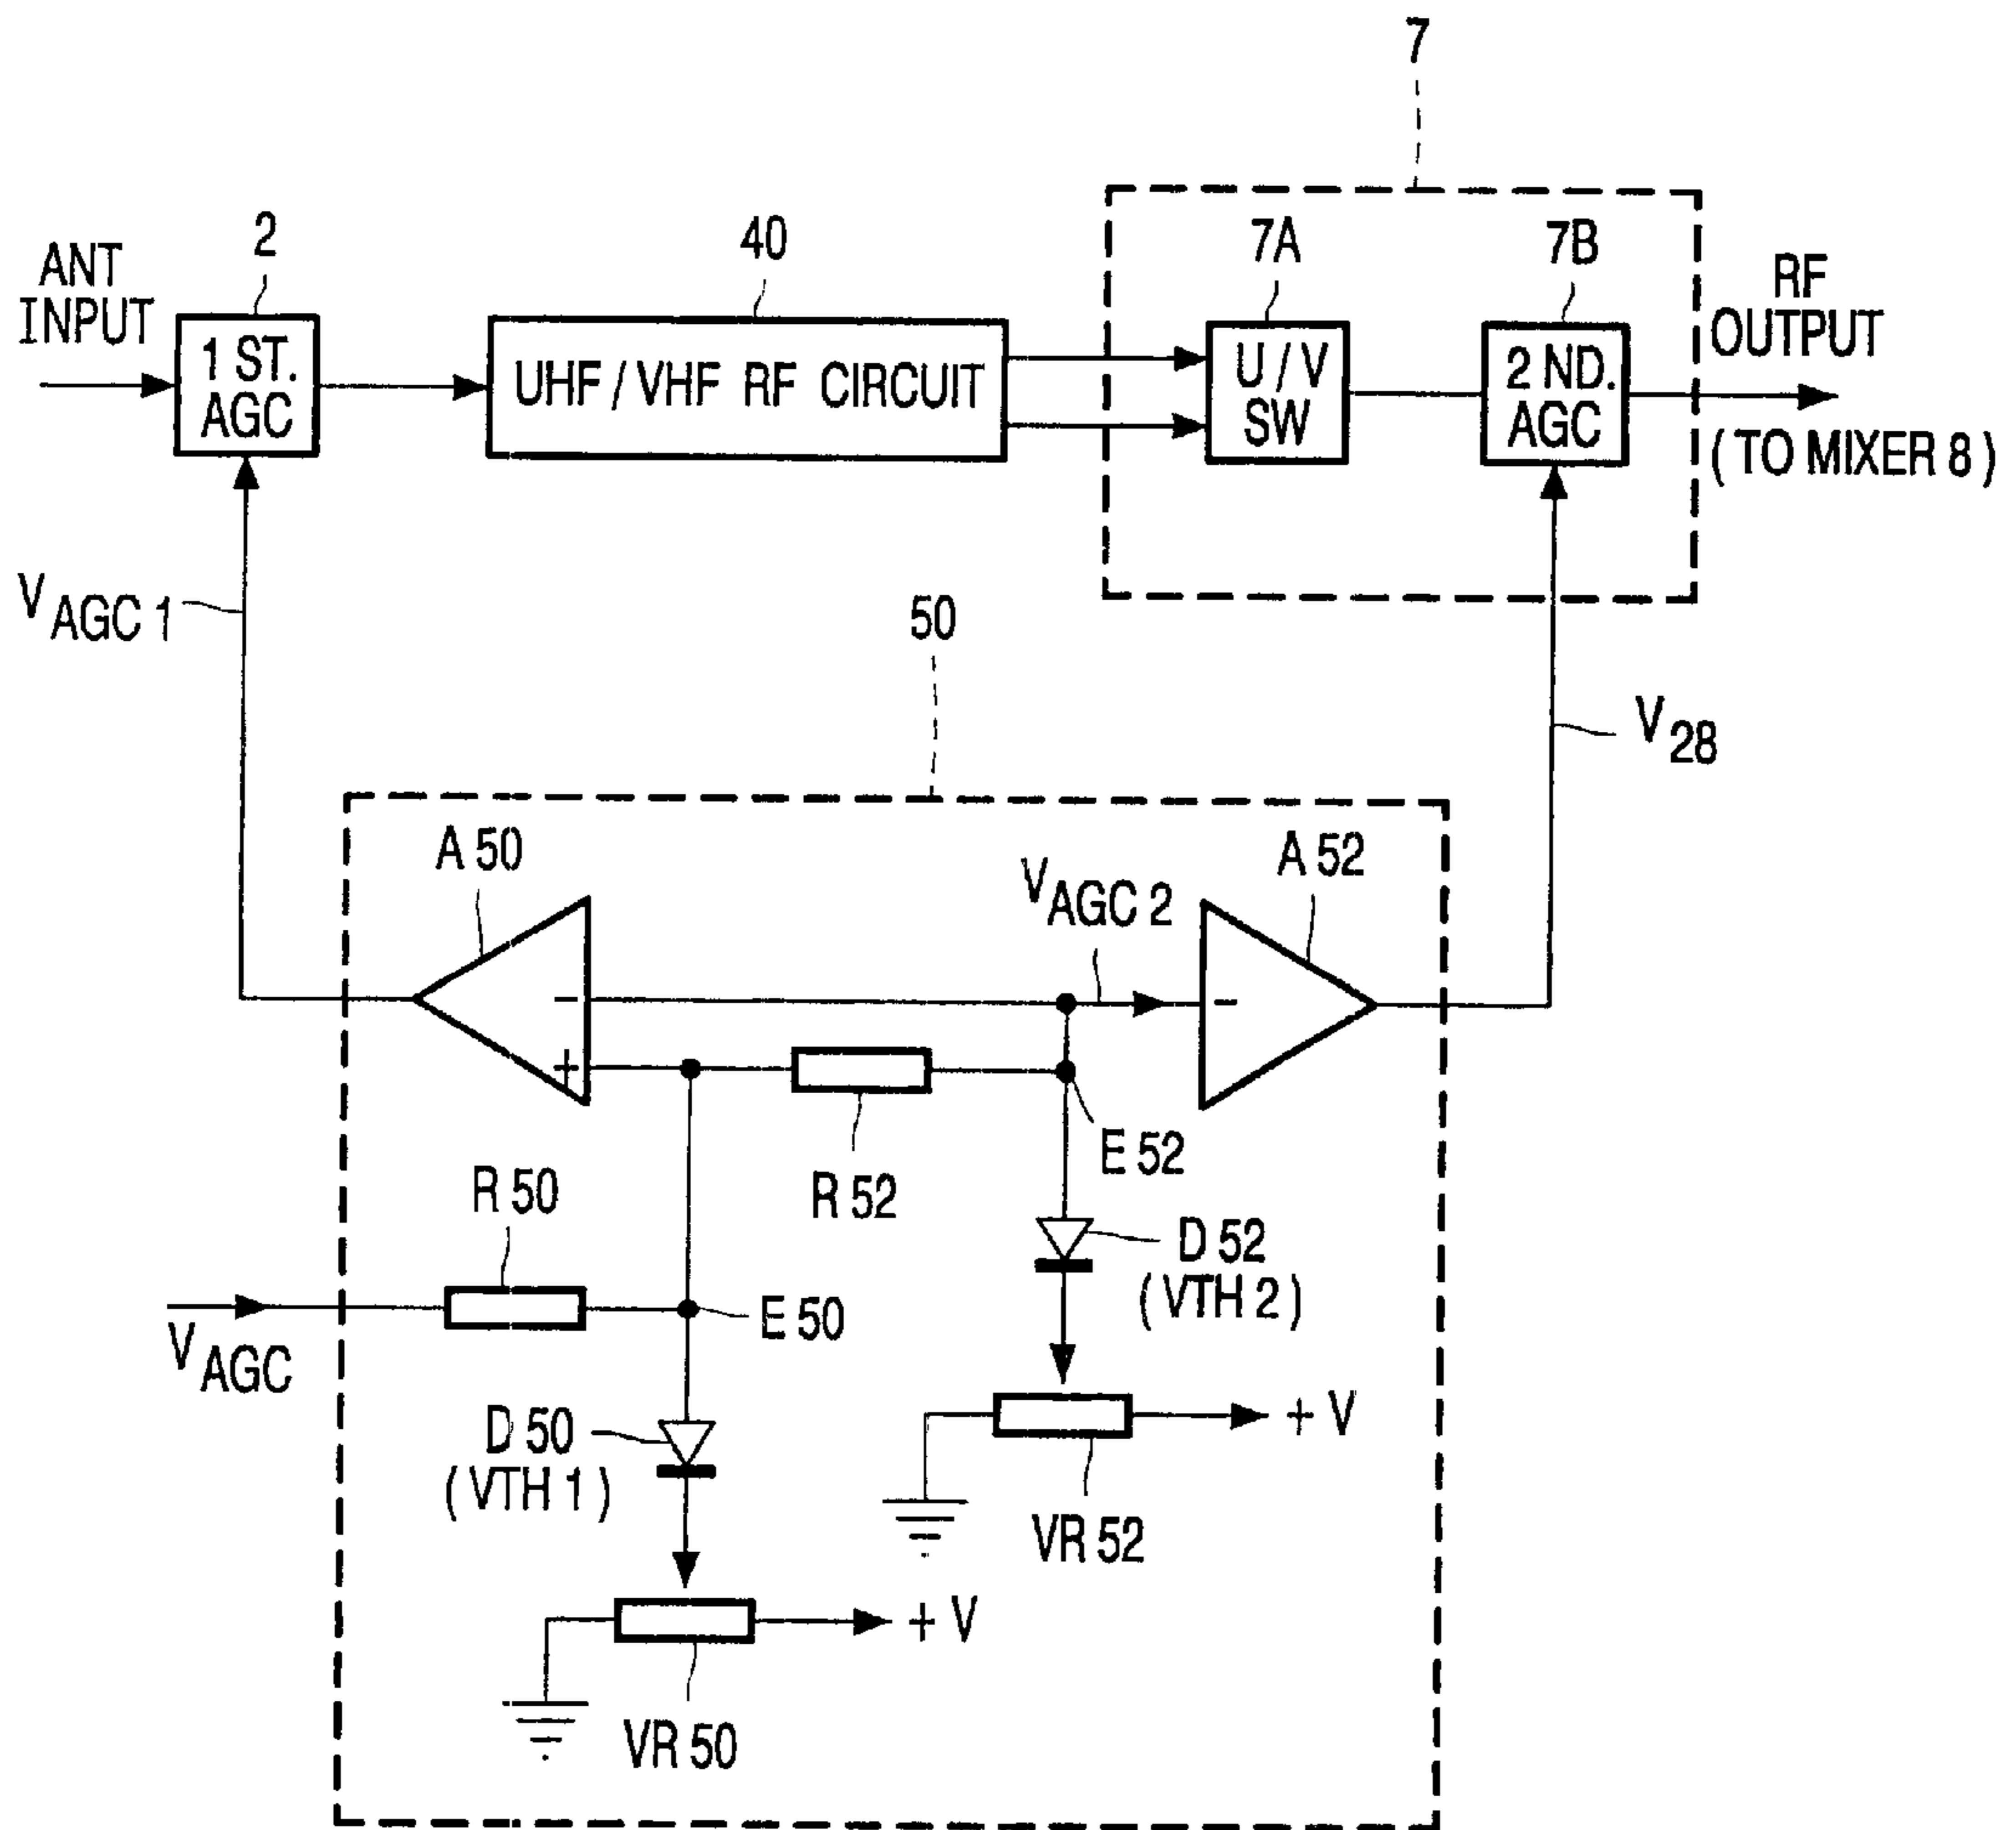 7
2
40
7A
7B
ANT
INPUT
1 ST.
AGC
UHF / VHF RF CIRCUIT
U / V
SW
2 ND.
AGC
RF
OUTPUT
( TO MIXER 8 )
VAGC 1
50
V28
A 50
VAGC 2
A 52
−
+
−
E 52
R 50
R 52
D 52
( VTH 2 )
E 50
VAGC
D 50
( VTH 1 )
+ V
VR 52
+ V
VR 50